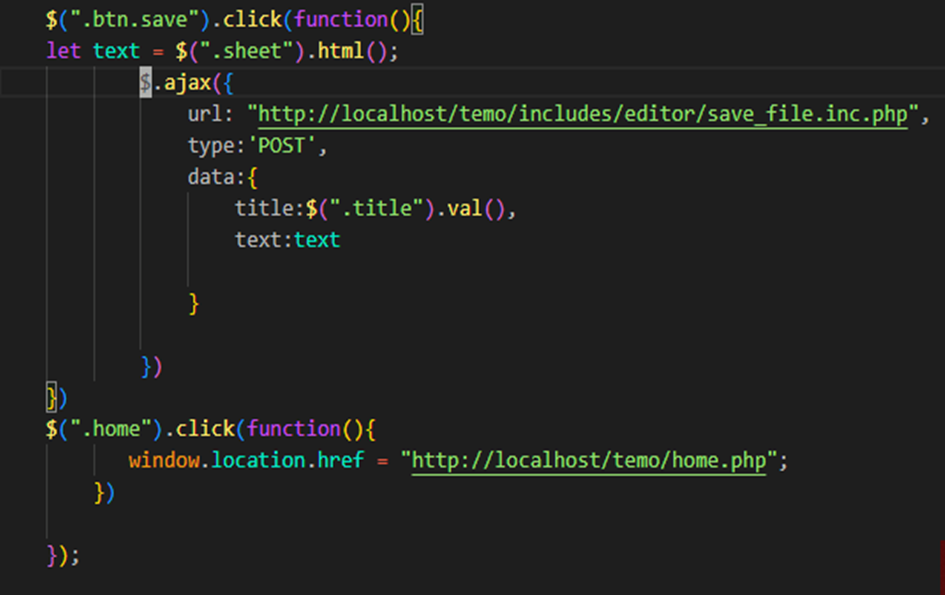 $(".btn.save").click(function(){
let text = $(".sheet").html();
$.ajax({
url: "http://localhost/temo/includes/editor/save_file.inc.php",
type:'POST',
data:{
title:$(".title").val(),
text:text
}
})
})
$(".home").click(function(){
window.location.href = "http://localhost/temo/home.php";
})
});